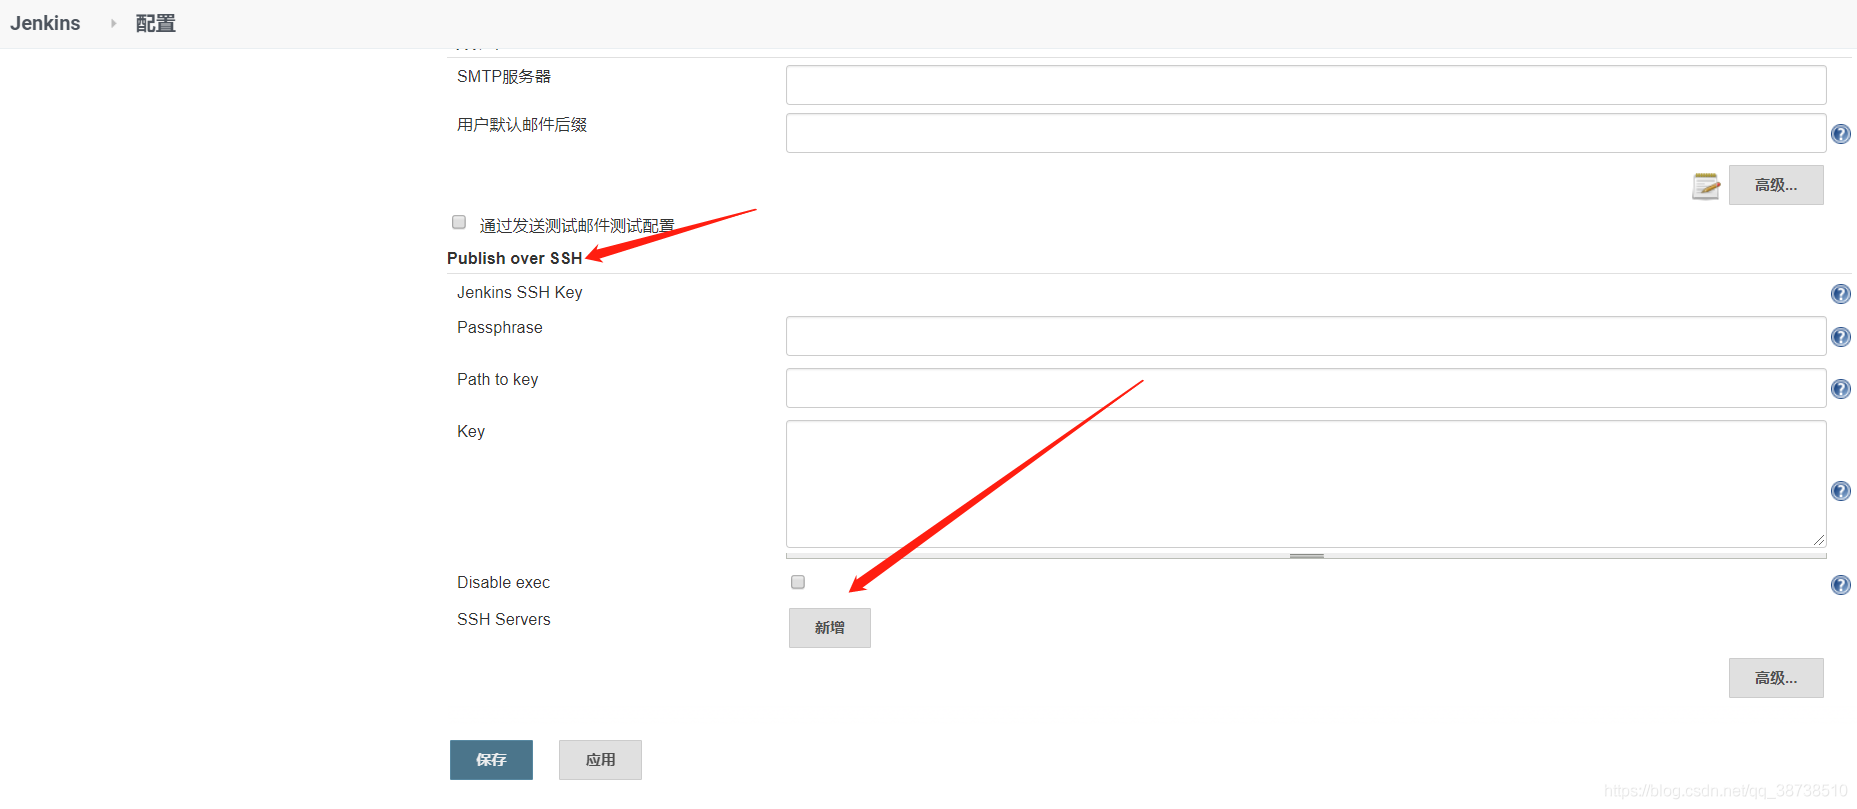 Jenkins 配置
SMTP服务器
用户默认邮件后缀
高级...
通过发送测试邮件测试配置
Publish over SSH
Jenkins SSH Key
Passphrase
Path to key
Key
Disable exec
SSH Servers
新增
高级...
保存
应用
https://blog.csdn.net/qq_38738510